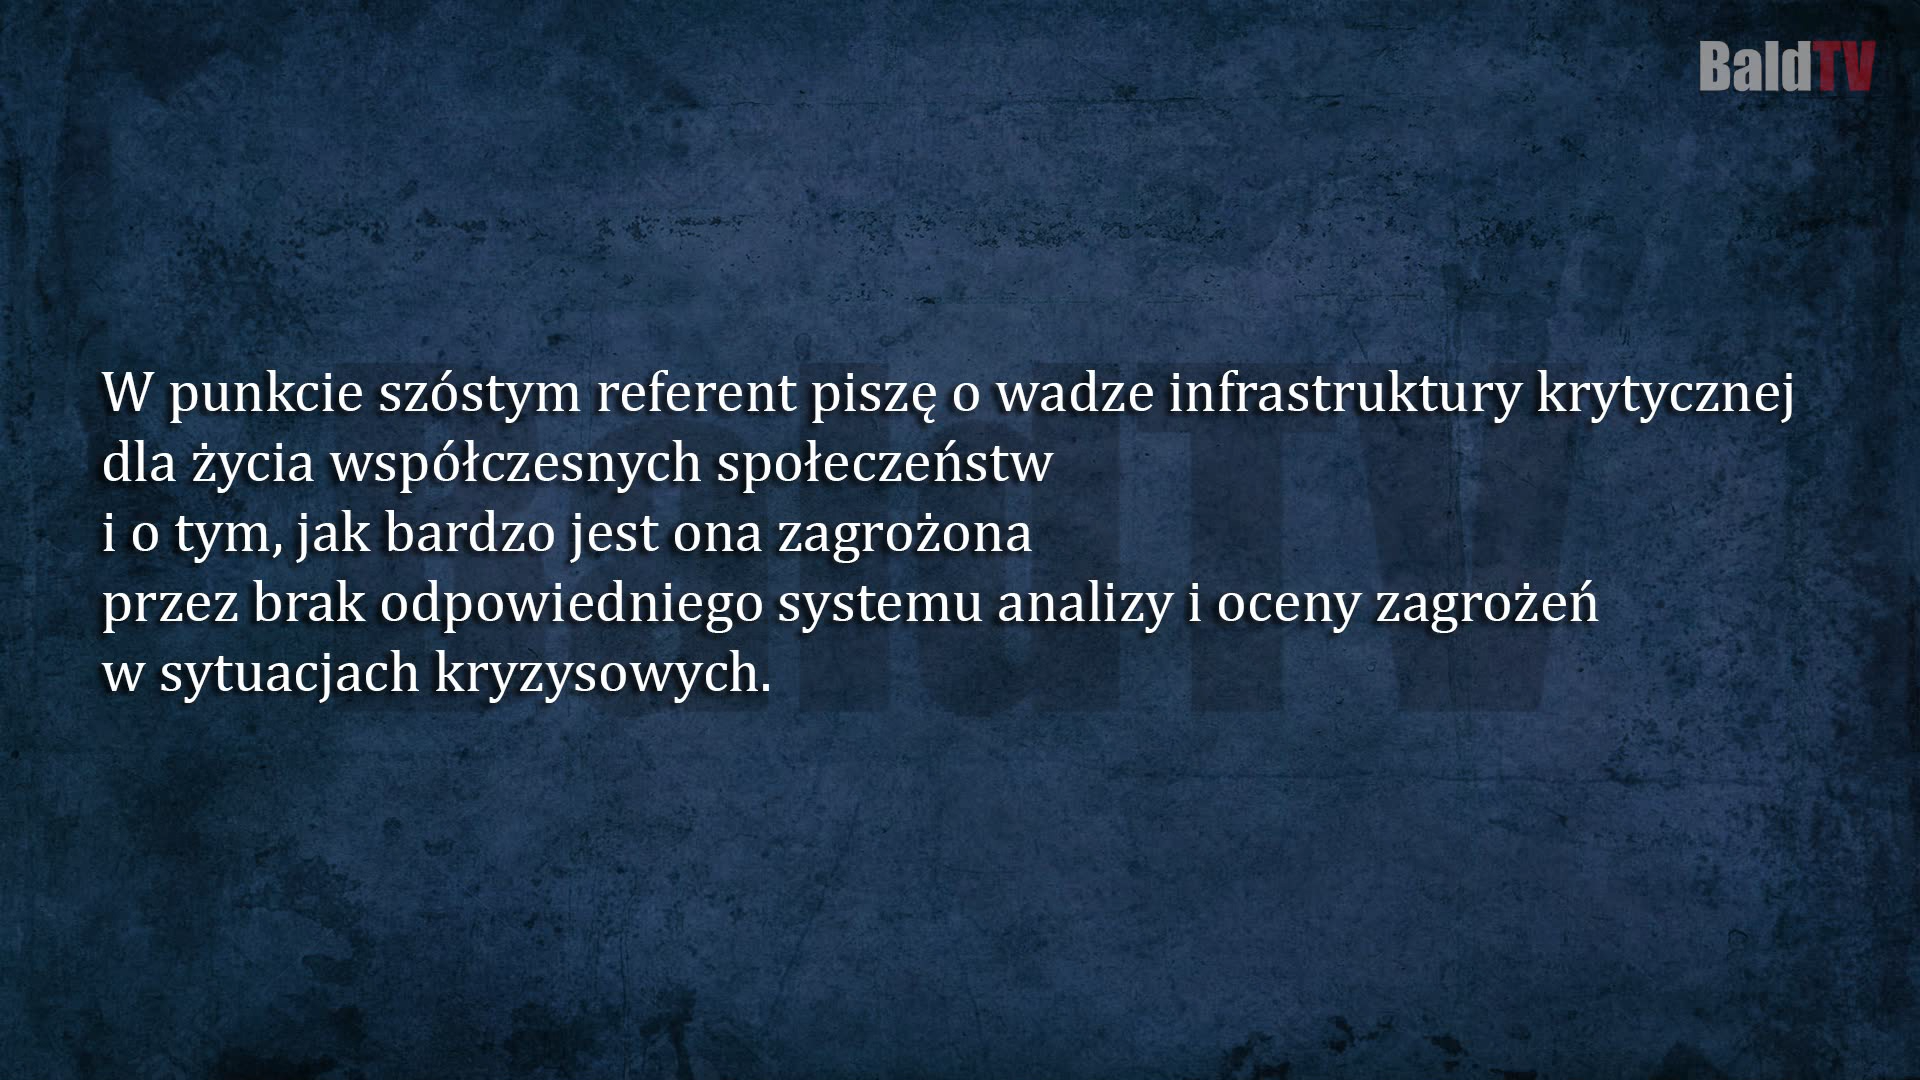 BaldTV
W punkcie szóstym referent piszę o wadze infrastruktury krytycznej
dla życia współczesnych społeczeństw
i o tym, jak bardzo jest ona zagrożona
przez brak odpowiedniego systemu analizy i oceny zagrożeń
w sytuacjach kryzysowych.